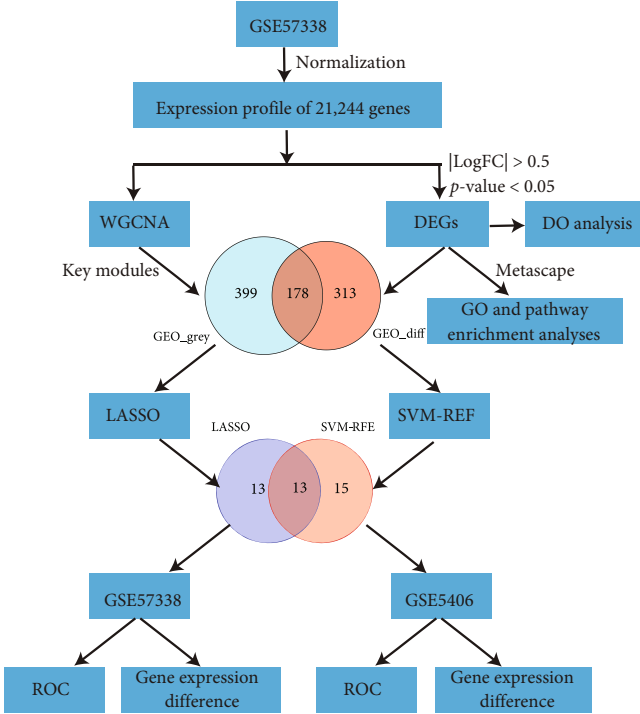 GSE57338
Normalization
Expression profile of 21,244 genes
|LogFC| > 0.5
p-value < 0.05
WGCNA
DEGs
DO analysis
Key modules
Metascape
399
178
313
GO and pathway
enrichment analyses
GEO_grey
GEO_diff
LASSO
SVM-REF
LASSO
SVM-RFE
13
13
15
GSE57338
GSE5406
ROC
Gene expression
difference
ROC
Gene expression
difference